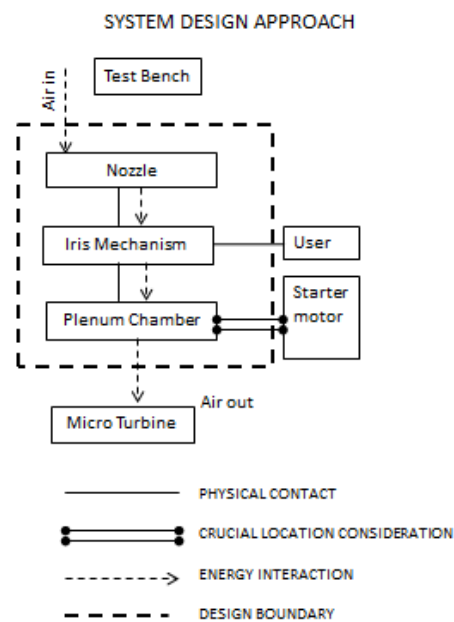 SYSTEM DESIGN APPROACH
Air in
Test Bench
Nozzle
Iris Mechanism
User
Plenum Chamber
Starter
motor
Air out
Micro Turbine
PHYSICAL CONTACT
CRUCIAL LOCATION CONSIDERATION
ENERGY INTERACTION
DESIGN BOUNDARY